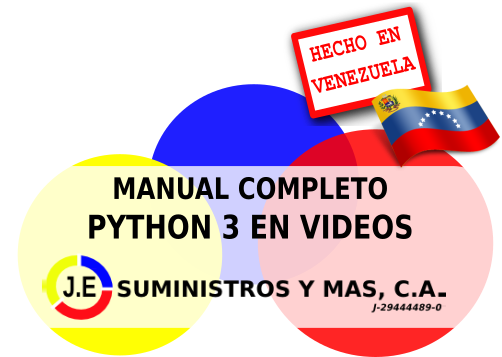 HECHO EN
VENEZUELA
MANUAL COMPLETO
PYTHON 3 EN VIDEOS
J.E SUMINISTROS Y MAS, C.A.
J-29444489-0